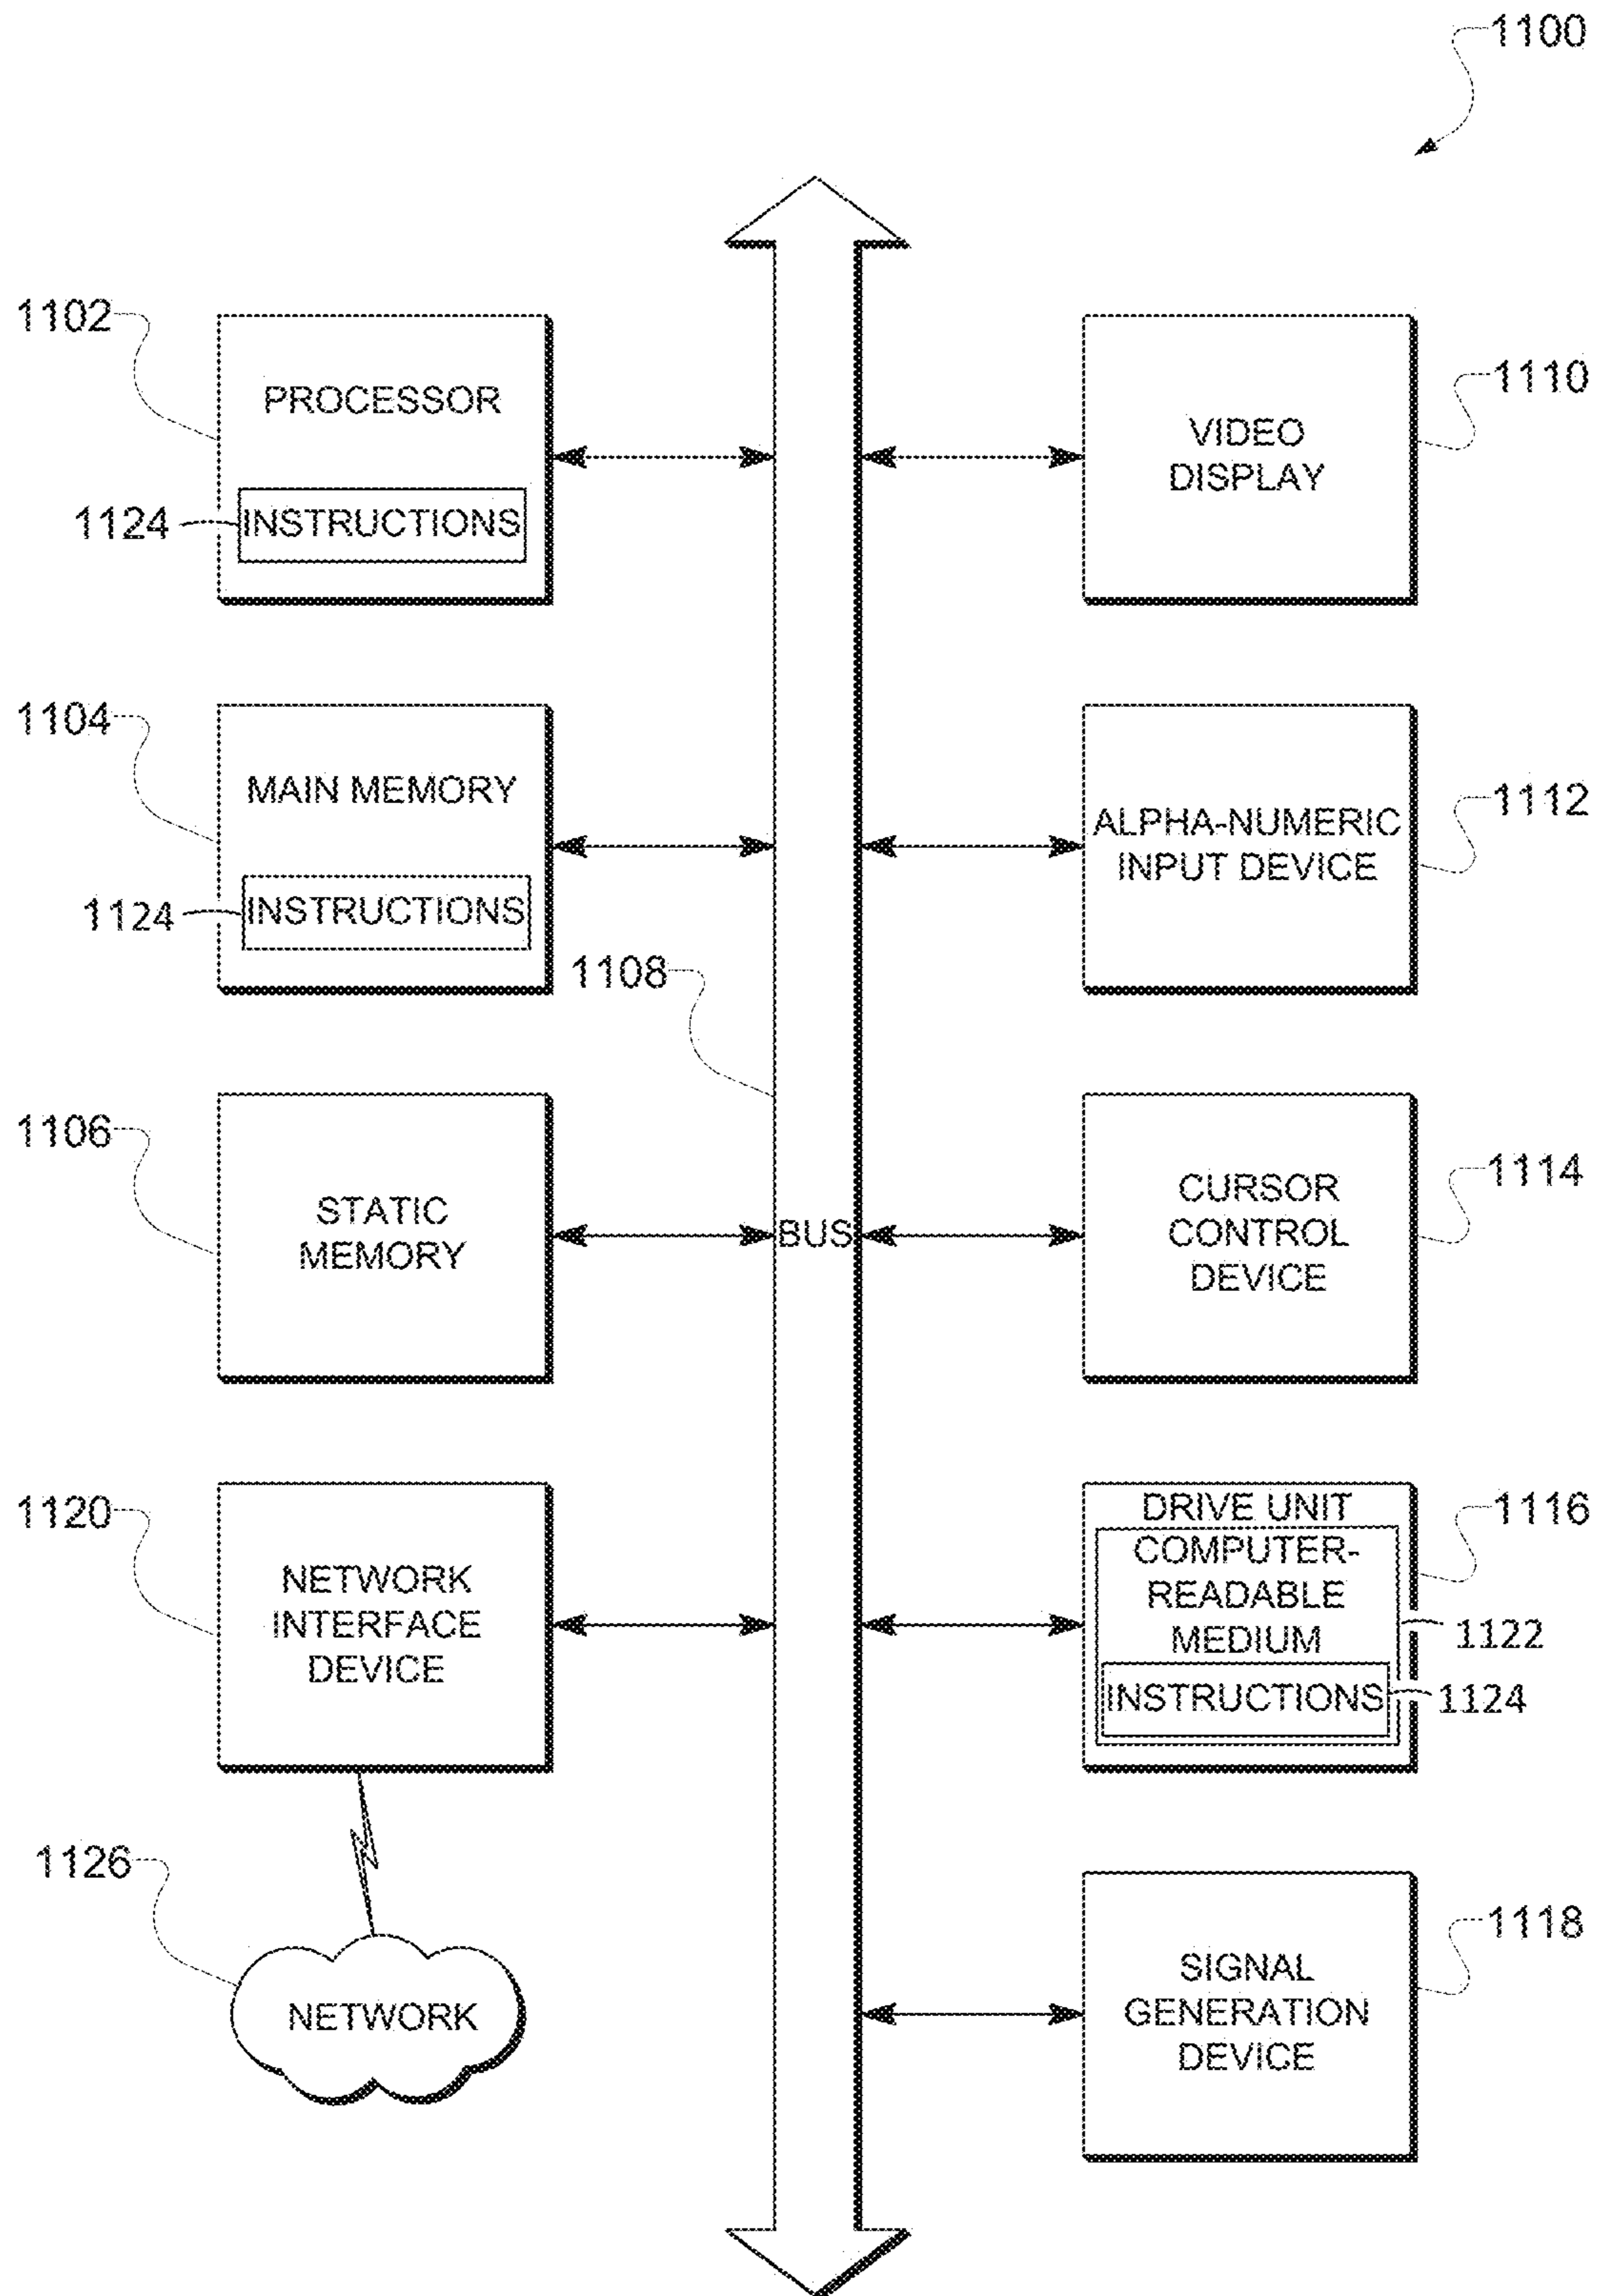 1100
1102
PROCESSOR
1124
INSTRUCTIONS
1110
VIDEO
DISPLAY
1104
MAIN MEMORY
1124
INSTRUCTIONS
1112
ALPHA-NUMERIC
INPUT DEVICE
1108
1106
STATIC
MEMORY
BUS
1114
CURSOR
CONTROL
DEVICE
1120
NETWORK
INTERFACE
DEVICE
1116
DRIVE UNIT
COMPUTER-
READABLE
MEDIUM
1122
INSTRUCTIONS
1124
1126
NETWORK
1118
SIGNAL
GENERATION
DEVICE